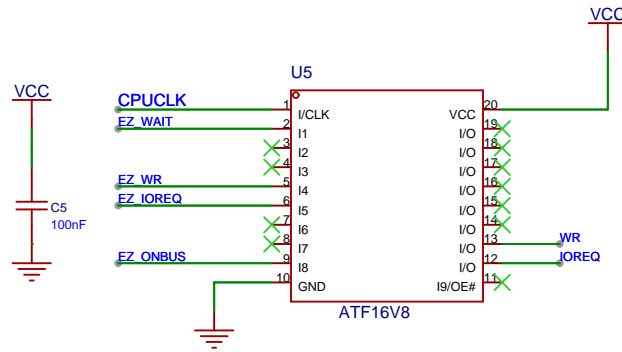 VCC
U5
VCC
CPUCLK 1 I/CLK VCC 20
EZ_WAIT 2 I1 I/O 19
3 I2 I/O 18
4 I3 I/O 17
EZ_WR 5 I4 I/O 16
EZ_IOREQ 6 I5 I/O 15
C5
100nF
7 I6 I/O 14
8 I7 I/O 13 WR
EZ_ONBUS 9 I8 I/O 12 IOREQ
10 GND I9/OE# 11
ATF16V8